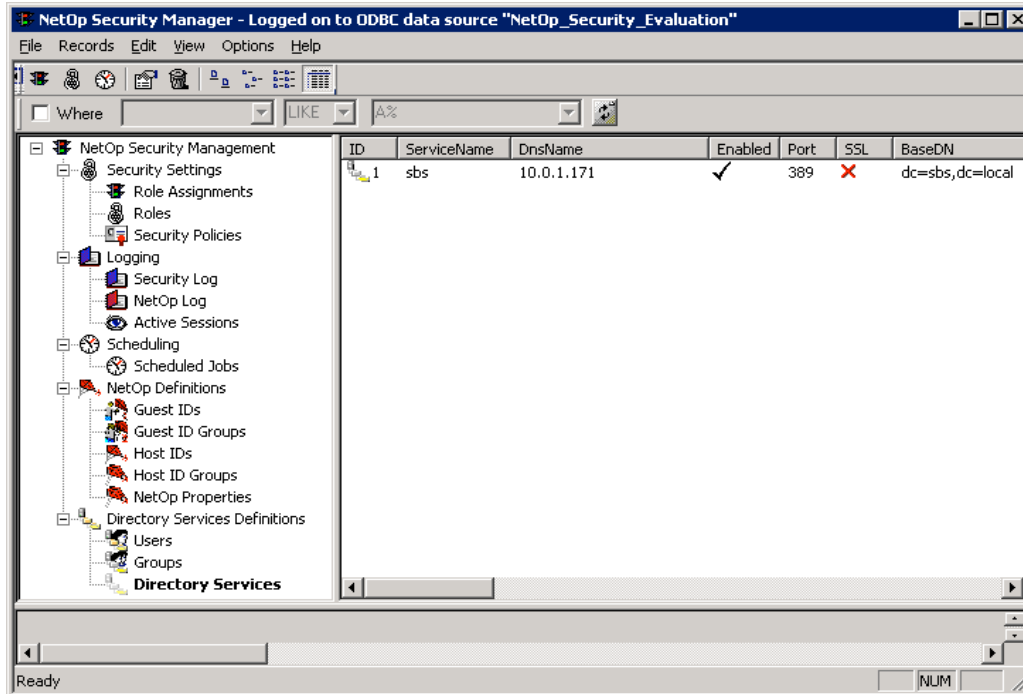 NetOp Security Manager - Logged on to ODBC data source "NetOp_Security_Evaluation"
File Records Edit View Options Help
Where LIKE A%
NetOp Security Management
Security Settings
Role Assignments
Roles
Security Policies
Logging
Security Log
NetOp Log
Active Sessions
Scheduling
Scheduled Jobs
NetOp Definitions
Guest IDs
Guest ID Groups
Host IDs
Host ID Groups
NetOp Properties
Directory Services Definitions
Users
Groups
Directory Services
ID ServiceName DnsName Enabled Port SSL BaseDN
1 sbs 10.0.1.171 389 dc=sbs,dc=local
Ready NUM